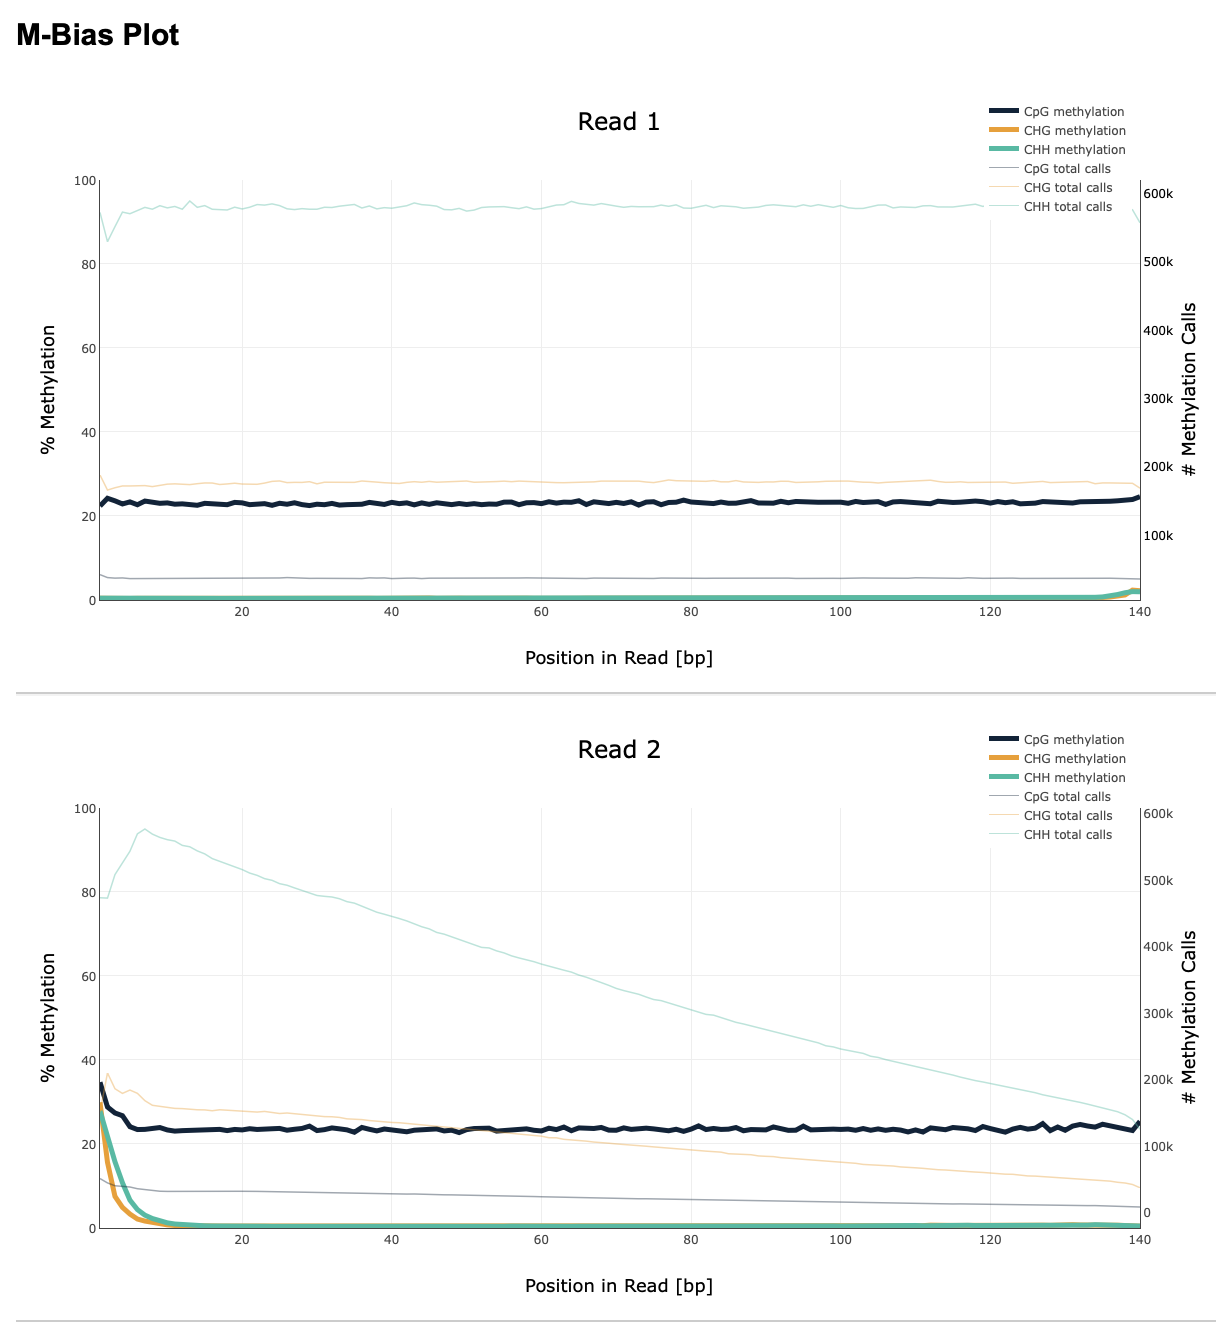 M-Bias Plot
Read 1
CpG methylation
CHG methylation
CHH methylation
CpG total calls
CHG total calls
CHH total calls
100
80
60
40
20
0
% Methylation
600k
500k
400k
300k
200k
100k
# Methylation Calls
20 40 60 80 100 120 140
Position in Read [bp]
Read 2
CpG methylation
CHG methylation
CHH methylation
CpG total calls
CHG total calls
CHH total calls
100
80
60
40
20
0
% Methylation
600k
500k
400k
300k
200k
100k
0
# Methylation Calls
20 40 60 80 100 120 140
Position in Read [bp]